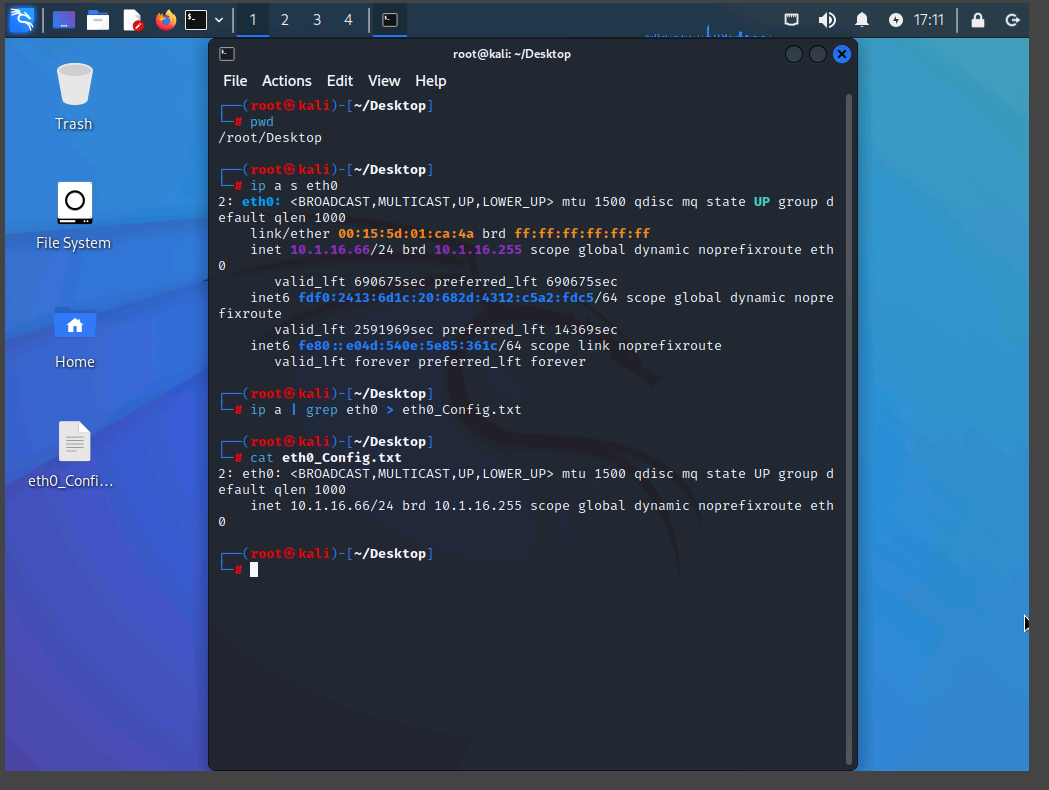 1 2 3 4
17:11
Trash
File System
Home
eth0_Confi...
root@kali: ~/Desktop
File Actions Edit View Help
┌──(root㉿kali)-[~/Desktop]
└─# pwd
/root/Desktop
┌──(root㉿kali)-[~/Desktop]
└─# ip a s eth0
2: eth0: <BROADCAST,MULTICAST,UP,LOWER_UP> mtu 1500 qdisc mq state UP group d
efault qlen 1000
link/ether 00:15:5d:01:ca:4a brd ff:ff:ff:ff:ff:ff
inet 10.1.16.66/24 brd 10.1.16.255 scope global dynamic noprefixroute eth
0
valid_lft 690675sec preferred_lft 690675sec
inet6 fdf0:2413:6d1c:20:682d:4312:c5a2:fdc5/64 scope global dynamic nopre
fixroute
valid_lft 2591969sec preferred_lft 14369sec
inet6 fe80::e04d:540e:5e85:361c/64 scope link noprefixroute
valid_lft forever preferred_lft forever
┌──(root㉿kali)-[~/Desktop]
└─# ip a | grep eth0 > eth0_Config.txt
┌──(root㉿kali)-[~/Desktop]
└─# cat eth0_Config.txt
2: eth0: <BROADCAST,MULTICAST,UP,LOWER_UP> mtu 1500 qdisc mq state UP group d
efault qlen 1000
inet 10.1.16.66/24 brd 10.1.16.255 scope global dynamic noprefixroute eth
0
┌──(root㉿kali)-[~/Desktop]
└─#